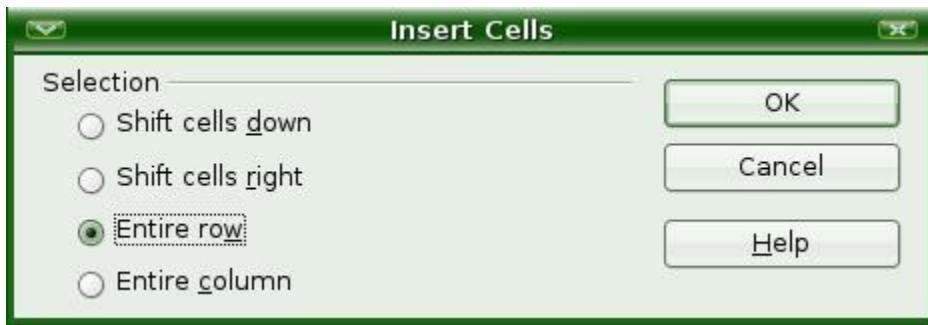 Insert Cells
Selection
Shift cells down
Shift cells right
Entire row
Entire column
OK
Cancel
Help